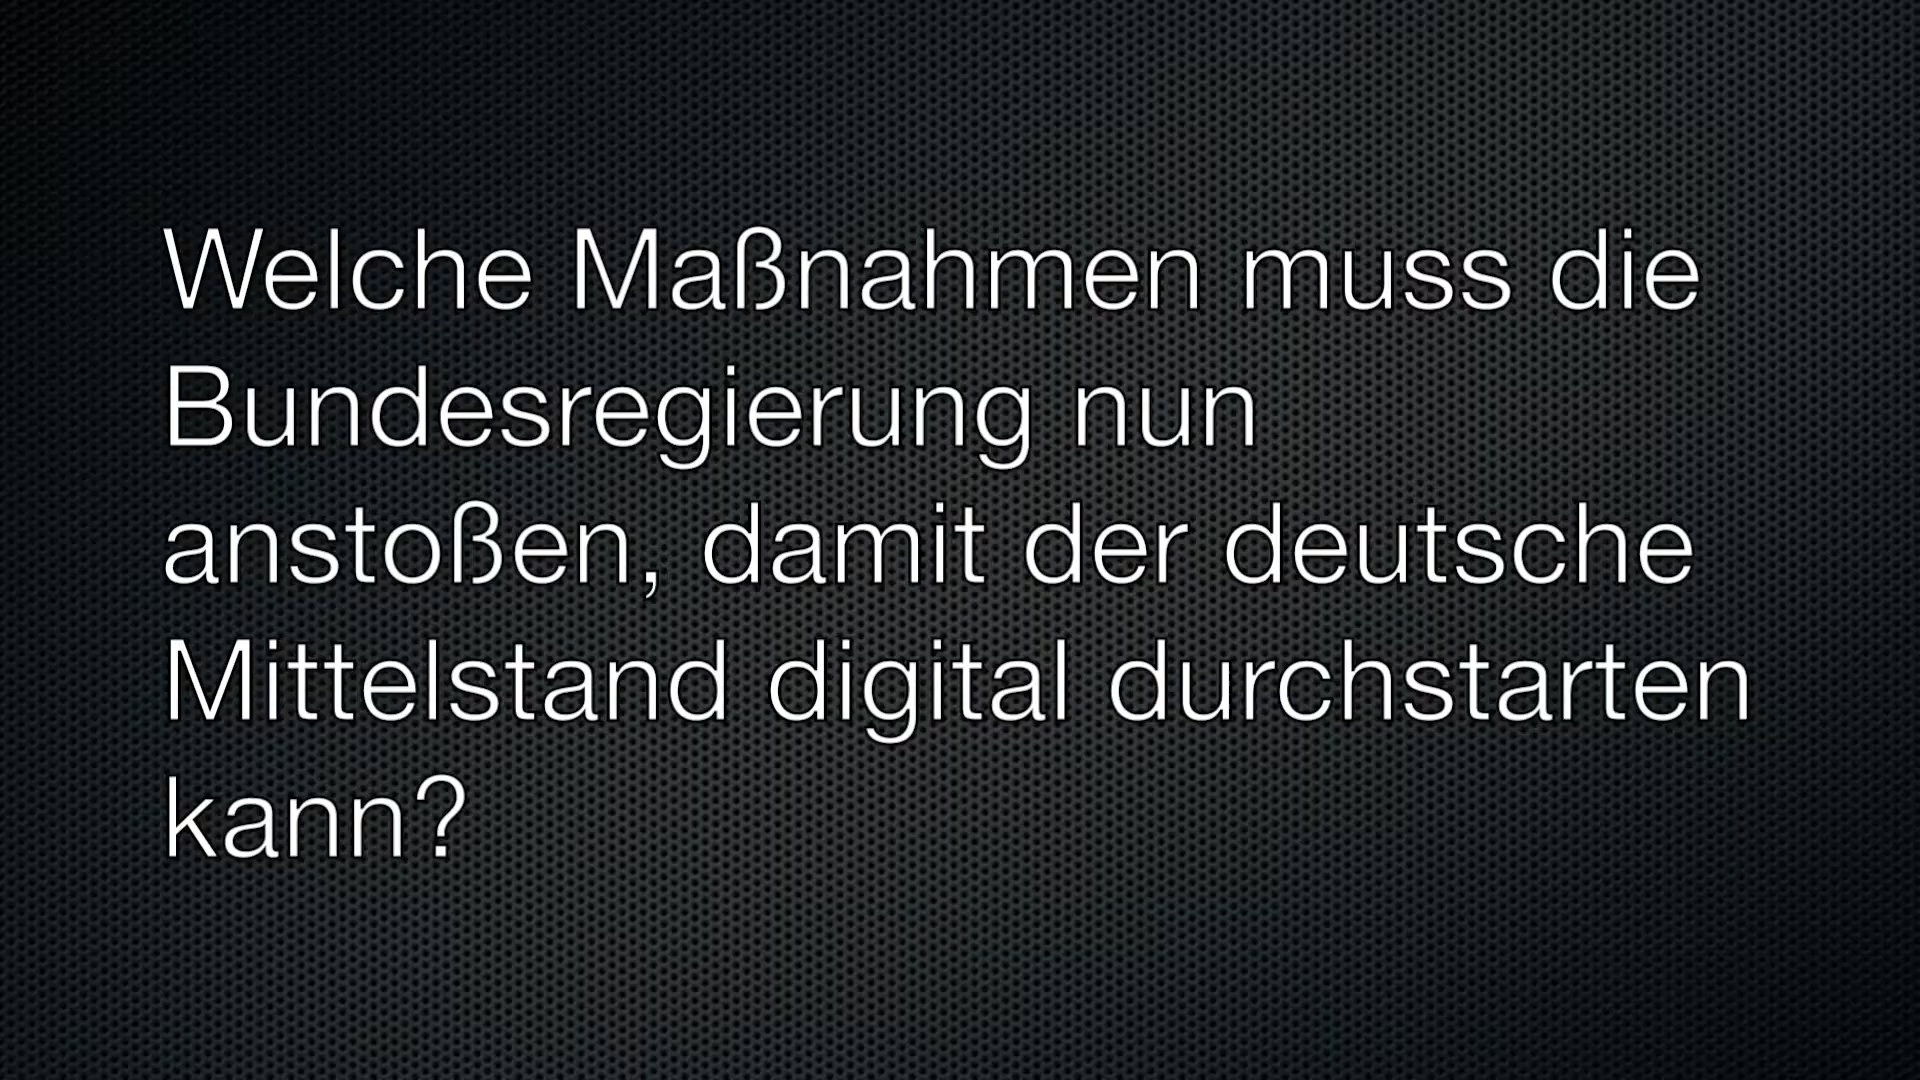 Welche Maßnahmen muss die
Bundesregierung nun
anstoßen, damit der deutsche
Mittelstand digital durchstarten
kann?